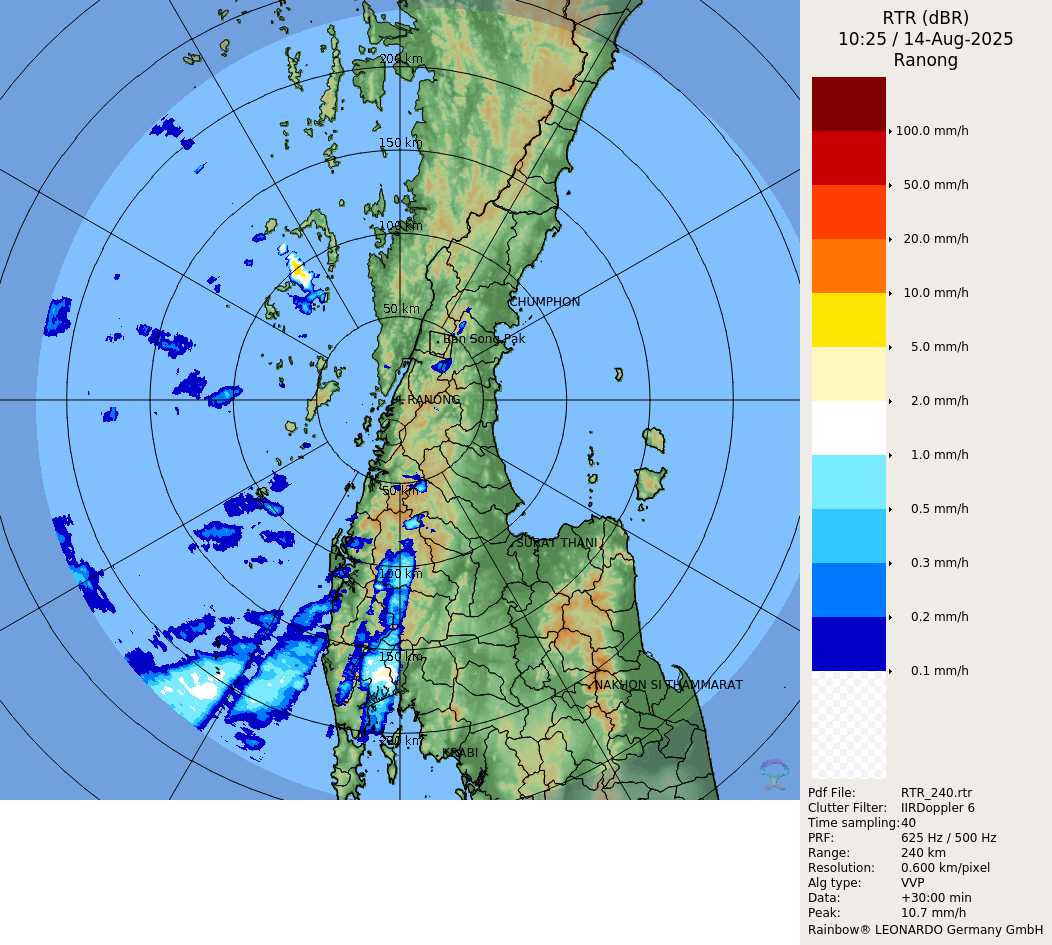 RTR (dBR)
10:25 / 14-Aug-2025
Ranong
200 km
150 km
100 km
50 km
CHUMPHON
Ban Song Pak
RANONG
50 km
SURAT THANI
100 km
150 km
NAKHON SI THAMMARAT
200 km
KRABI
100.0 mm/h
50.0 mm/h
20.0 mm/h
10.0 mm/h
5.0 mm/h
2.0 mm/h
1.0 mm/h
0.5 mm/h
0.3 mm/h
0.2 mm/h
0.1 mm/h
Pdf File: RTR_240.rtr
Clutter Filter: IIRDoppler 6
Time sampling:40
PRF: 625 Hz / 500 Hz
Range: 240 km
Resolution: 0.600 km/pixel
Alg type: VVP
Data: +30:00 min
Peak: 10.7 mm/h
Rainbow® LEONARDO Germany GmbH